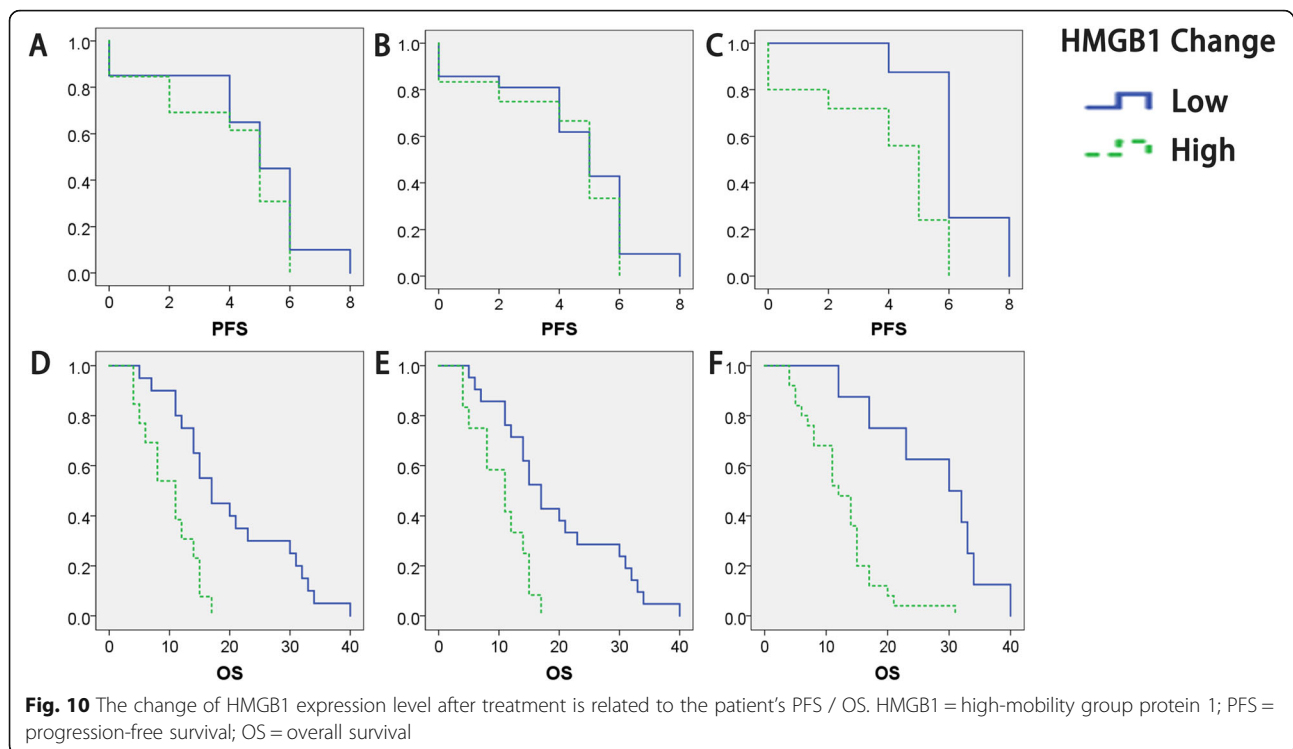 A
B
C
HMGB1 Change
Low
High
1.0
0.8
0.6
0.4
0.2
0.0
0 2 4 6 8
PFS
1.0
0.8
0.6
0.4
0.2
0.0
0 2 4 6 8
PFS
1.0
0.8
0.6
0.4
0.2
0.0
0 2 4 6 8
PFS
D
1.0
0.8
0.6
0.4
0.2
0.0
0 10 20 30 40
OS
E
1.0
0.8
0.6
0.4
0.2
0.0
0 10 20 30 40
OS
F
1.0
0.8
0.6
0.4
0.2
0.0
0 10 20 30 40
OS
Fig. 10 The change of HMGB1 expression level after treatment is related to the patient's PFS / OS. HMGB1 = high-mobility group protein 1; PFS =
progression-free survival; OS = overall survival